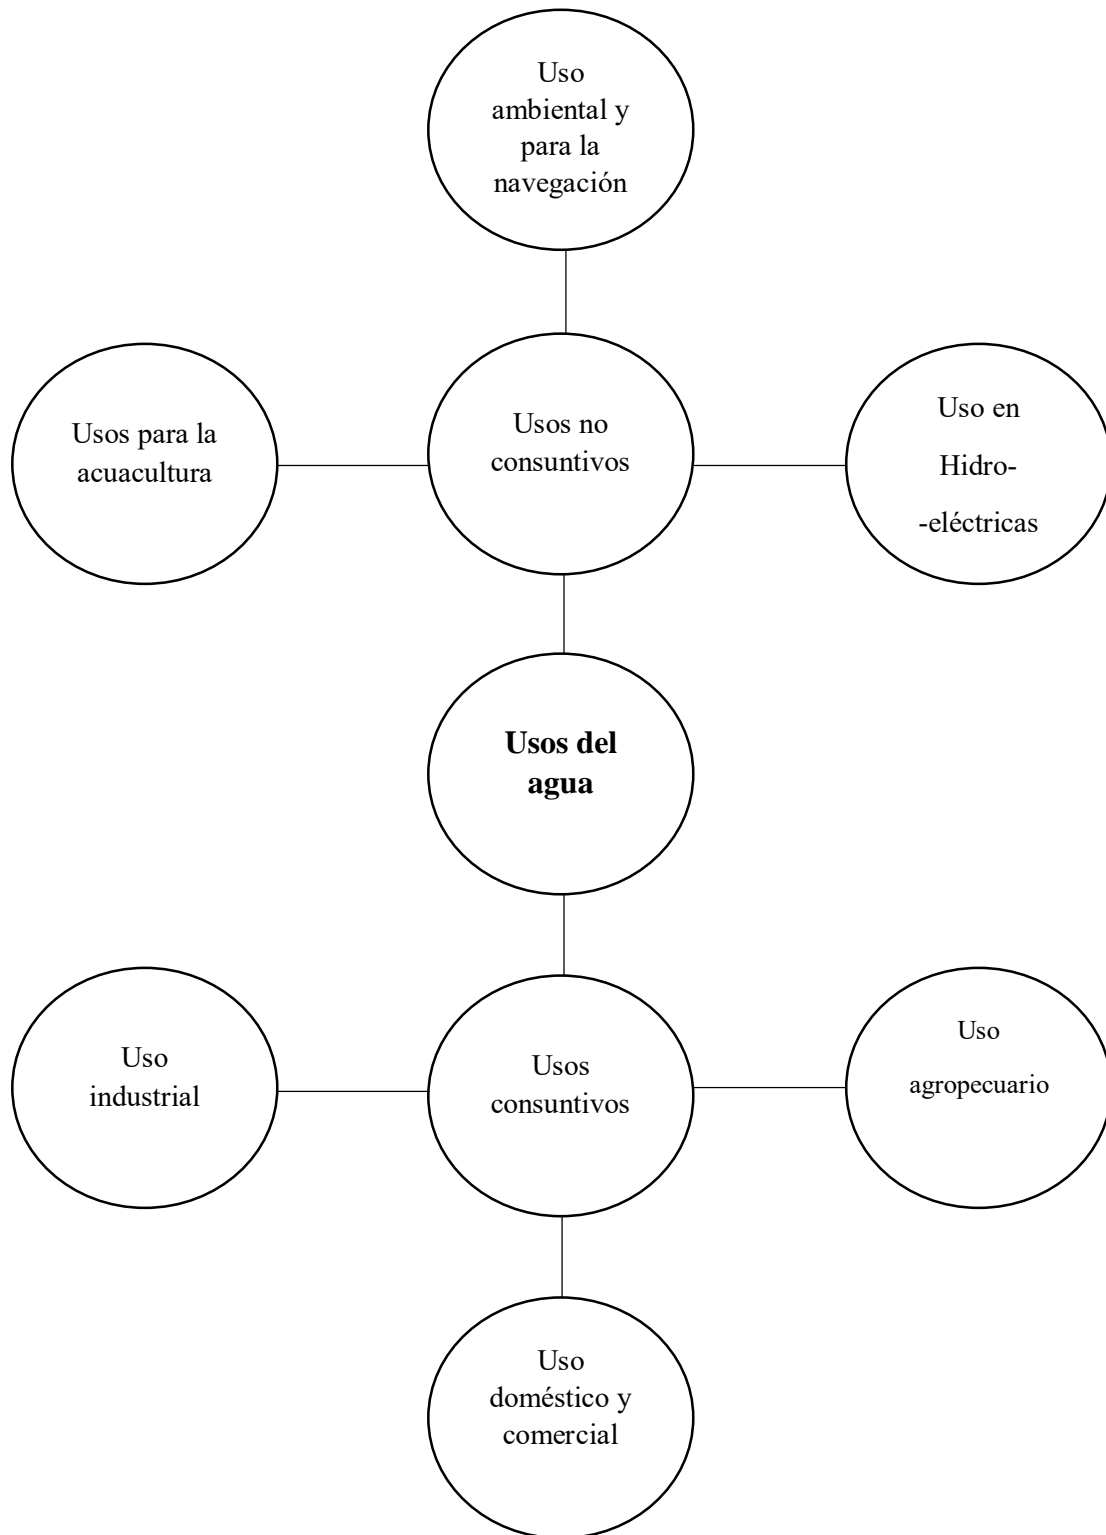 Uso
ambiental y
para la
navegación
Usos para la
acuacultura
Usos no
consuntivos
Uso en
Hidro-
-eléctricas
Usos del
agua
Uso
industrial
Usos
consuntivos
Uso
agropecuario
Uso
doméstico y
comercial